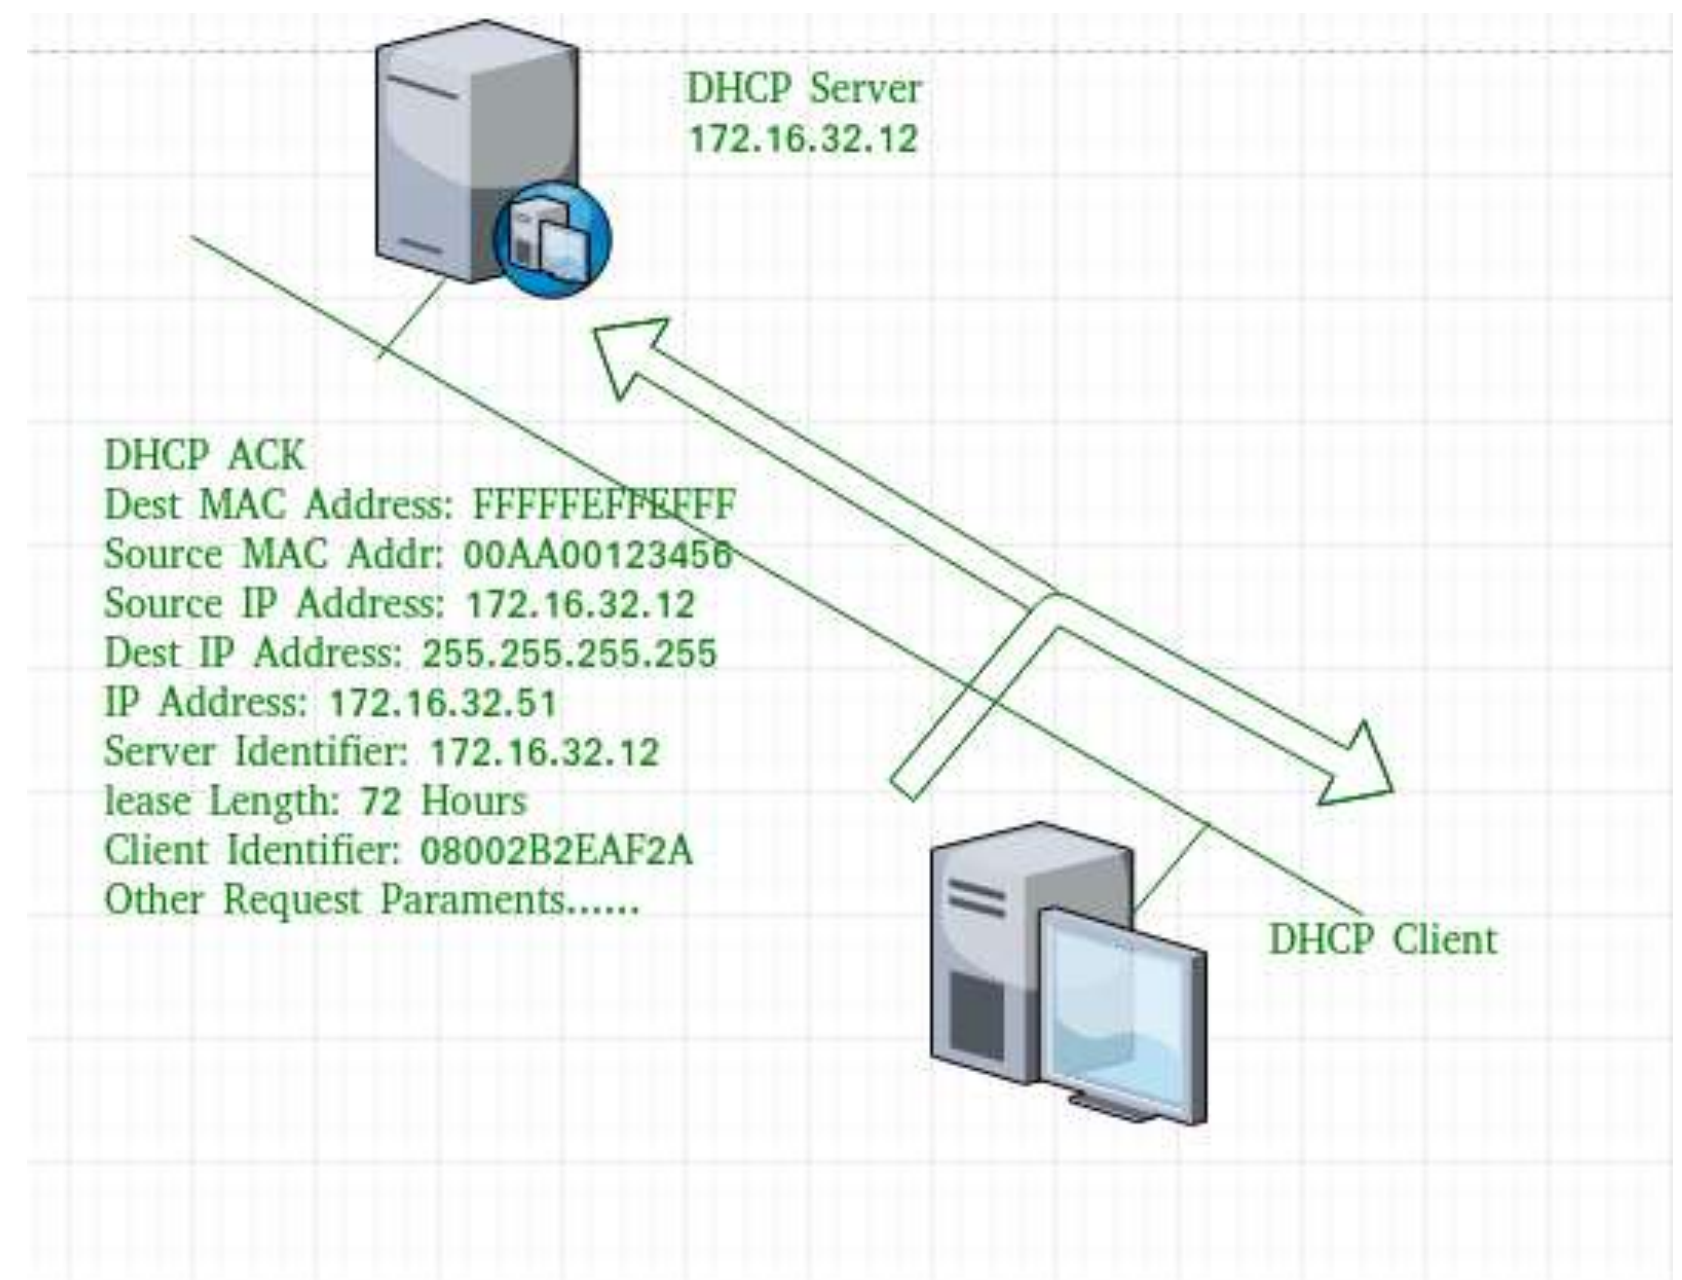 DHCP Server
172.16.32.12
DHCP ACK
Dest MAC Address: FFFFFEFFEFFF
Source MAC Addr: 00AA00123456
Source IP Address: 172.16.32.12
Dest IP Address: 255.255.255.255
IP Address: 172.16.32.51
Server Identifier: 172.16.32.12
lease Length: 72 Hours
Client Identifier: 08002B2EAF2A
Other Request Paraments......
DHCP Client